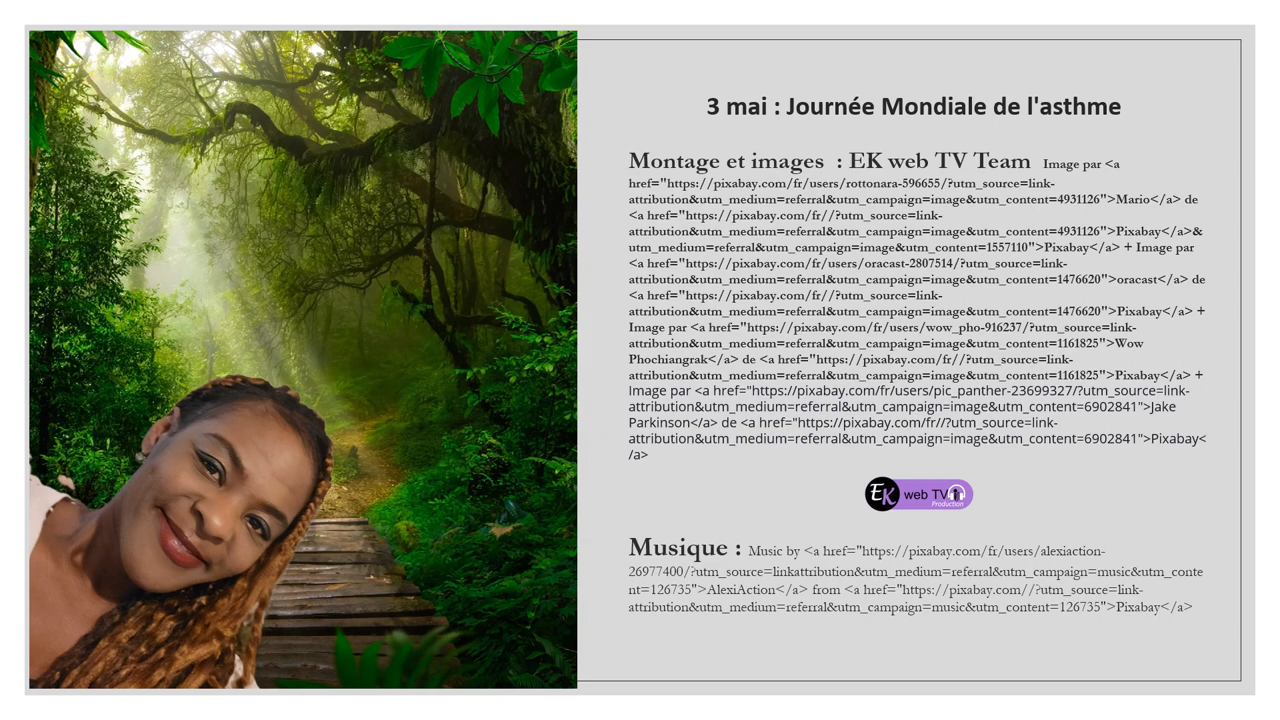 3 mai : Journée Mondiale de l'asthme
Montage et images : EK web TV Team Image par <a
href="https://pixabay.com/fr/users/rottonara-596655/?utm_source=link-
attribution&utm_medium=referral&utm_campaign=image&utm_content=4931126">Mario</a> de
<a href="https://pixabay.com/fr//?utm_source=link-
attribution&utm_medium=referral&utm_campaign=image&utm_content=4931126">Pixabay</a>&
utm_medium=referral&utm_campaign=image&utm_content=1557110">Pixabay</a> + Image par
<a href="https://pixabay.com/fr/users/oracast-2807514/?utm_source=link-
attribution&utm_medium=referral&utm_campaign=image&utm_content=1476620">oracast</a> de
<a href="https://pixabay.com/fr//?utm_source=link-
attribution&utm_medium=referral&utm_campaign=image&utm_content=1476620">Pixabay</a> +
Image par <a href="https://pixabay.com/fr/users/wow_pho-916237/?utm_source=link-
attribution&utm_medium=referral&utm_campaign=image&utm_content=1161825">Wow
Phochiangrak</a> de <a href="https://pixabay.com/fr//?utm_source=link-
attribution&utm_medium=referral&utm_campaign=image&utm_content=1161825">Pixabay</a> +
Image par <a href="https://pixabay.com/fr/users/pic_panther-23699327/?utm_source=link-
attribution&utm_medium=referral&utm_campaign=image&utm_content=6902841">Jake
Parkinson</a> de <a href="https://pixabay.com/fr//?utm_source=link-
attribution&utm_medium=referral&utm_campaign=image&utm_content=6902841">Pixabay<
/a>
EK web TV
Production
Musique : Music by <a href="https://pixabay.com/fr/users/alexiaction-
26977400/?utm_source=linkattribution&utm_medium=referral&utm_campaign=music&utm_conte
nt=126735">AlexiAction</a> from <a href="https://pixabay.com//?utm_source=link-
attribution&utm_medium=referral&utm_campaign=music&utm_content=126735">Pixabay</a>